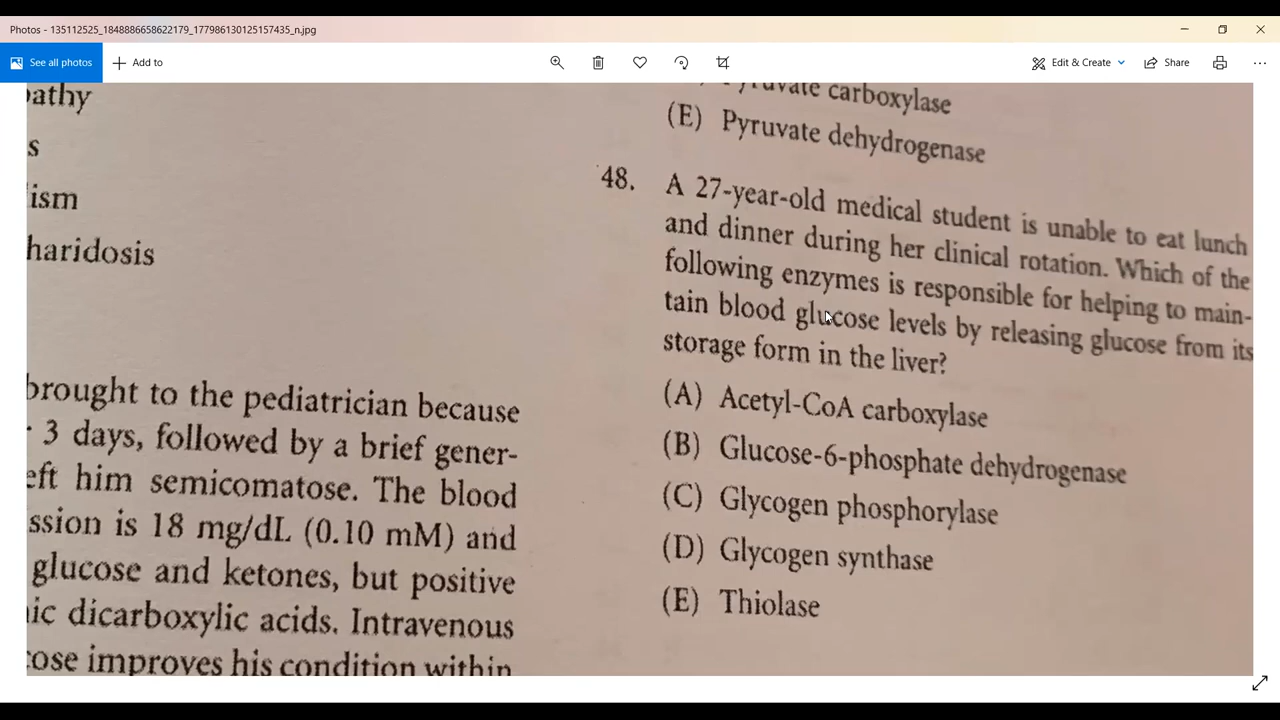 Photos - 135112525_1848886658622179_177986130125157435_n.jpg
See all photos
Add to
Edit & Create
Share
pathy
s
ism
haridosis
brought to the pediatrician because
3 days, followed by a brief gener-
eft him semicomatose. The blood
ssion is 18 mg/dL (0.10 mM) and
glucose and ketones, but positive
ic dicarboxylic acids. Intravenous
cose improves his condition within
Pyruvate carboxylase
(E) Pyruvate dehydrogenase
48. A 27-year-old medical student is unable to eat lunch
and dinner during her clinical rotation. Which of the
following enzymes is responsible for helping to main-
tain blood glucose levels by releasing glucose from its
storage form in the liver?
(A) Acetyl-CoA carboxylase
(B) Glucose-6-phosphate dehydrogenase
(C) Glycogen phosphorylase
(D) Glycogen synthase
(E) Thiolase